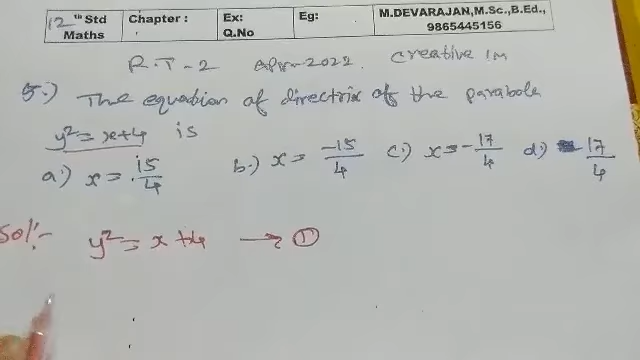 12th Std Maths Chapter : Ex: Q.No Eg: M.DEVARAJAN,M.Sc.,B.Ed., 9865445156
R.T-2 Apr-2022. Creative 1m
5.) The equation of directrix of the parabola
y² = x+4 is
a.) x = 15/4 b.) x = -15/4 c.) x = -17/4 d.) 17/4
Sol:- y² = x+4 → ①